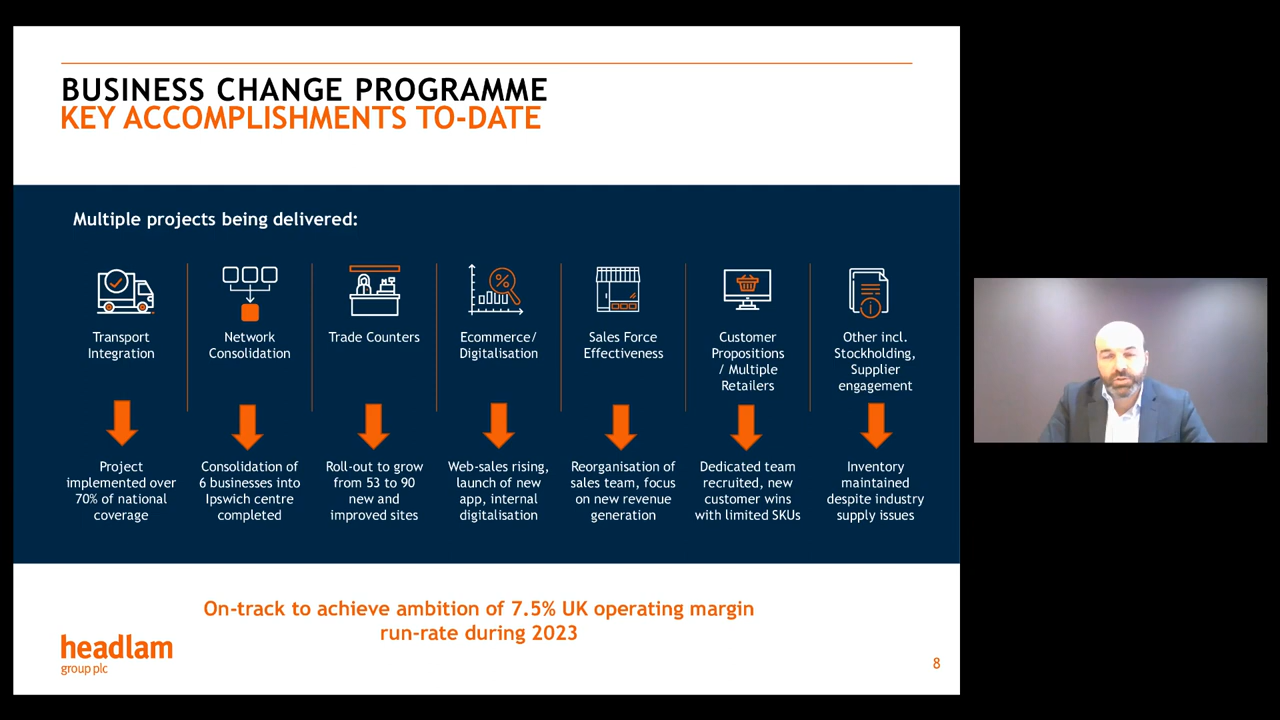 BUSINESS CHANGE PROGRAMME
KEY ACCOMPLISHMENTS TO-DATE
Multiple projects being delivered:
Transport
Integration
Network
Consolidation
Trade Counters
Ecommerce/
Digitalisation
Sales Force
Effectiveness
Customer
Propositions
/ Multiple
Retailers
Other incl.
Stockholding,
Supplier
engagement
Project
implemented over
70% of national
coverage
Consolidation of
6 businesses into
Ipswich centre
completed
Roll-out to grow
from 53 to 90
new and
improved sites
Web-sales rising,
launch of new
app, internal
digitalisation
Reorganisation of
sales team, focus
on new revenue
generation
Dedicated team
recruited, new
customer wins
with limited SKUs
Inventory
maintained
despite industry
supply issues
On-track to achieve ambition of 7.5% UK operating margin
run-rate during 2023
headlam
group plc
8